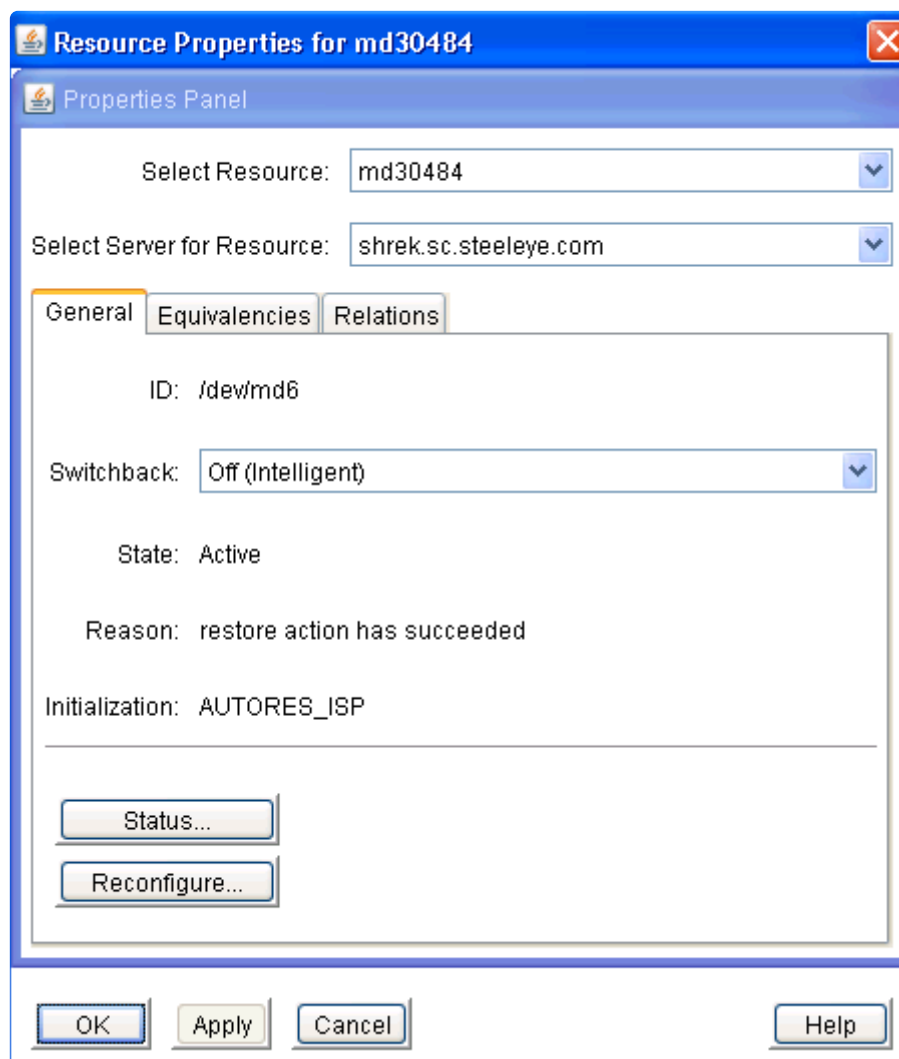 Resource Properties for md30484
Properties Panel
Select Resource: md30484
Select Server for Resource: shrek.sc.steeleye.com
General Equivalencies Relations
ID: /dev/md6
Switchback: Off (Intelligent)
State: Active
Reason: restore action has succeeded
Initialization: AUTORES_ISP
Status...
Reconfigure...
OK Apply Cancel Help